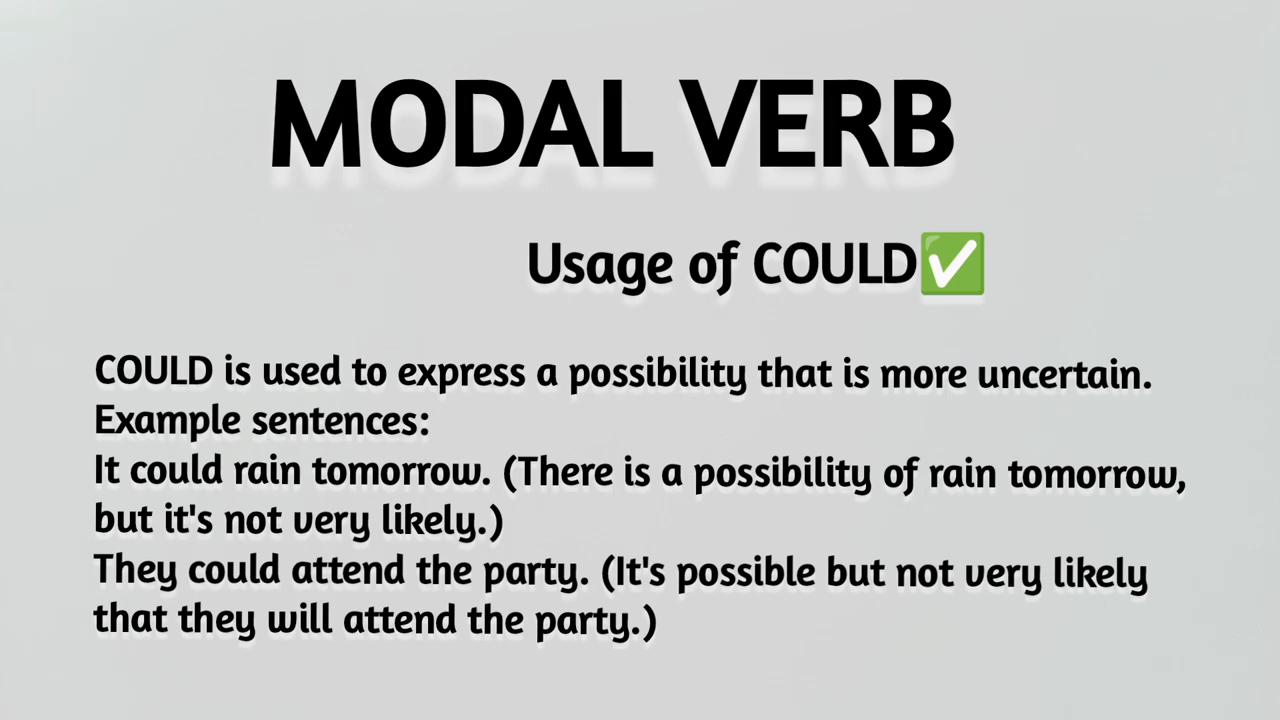 MODAL VERB
Usage of COULD✅
COULD is used to express a possibility that is more uncertain.
Example sentences:
It could rain tomorrow. (There is a possibility of rain tomorrow,
but it's not very likely.)
They could attend the party. (It's possible but not very likely
that they will attend the party.)